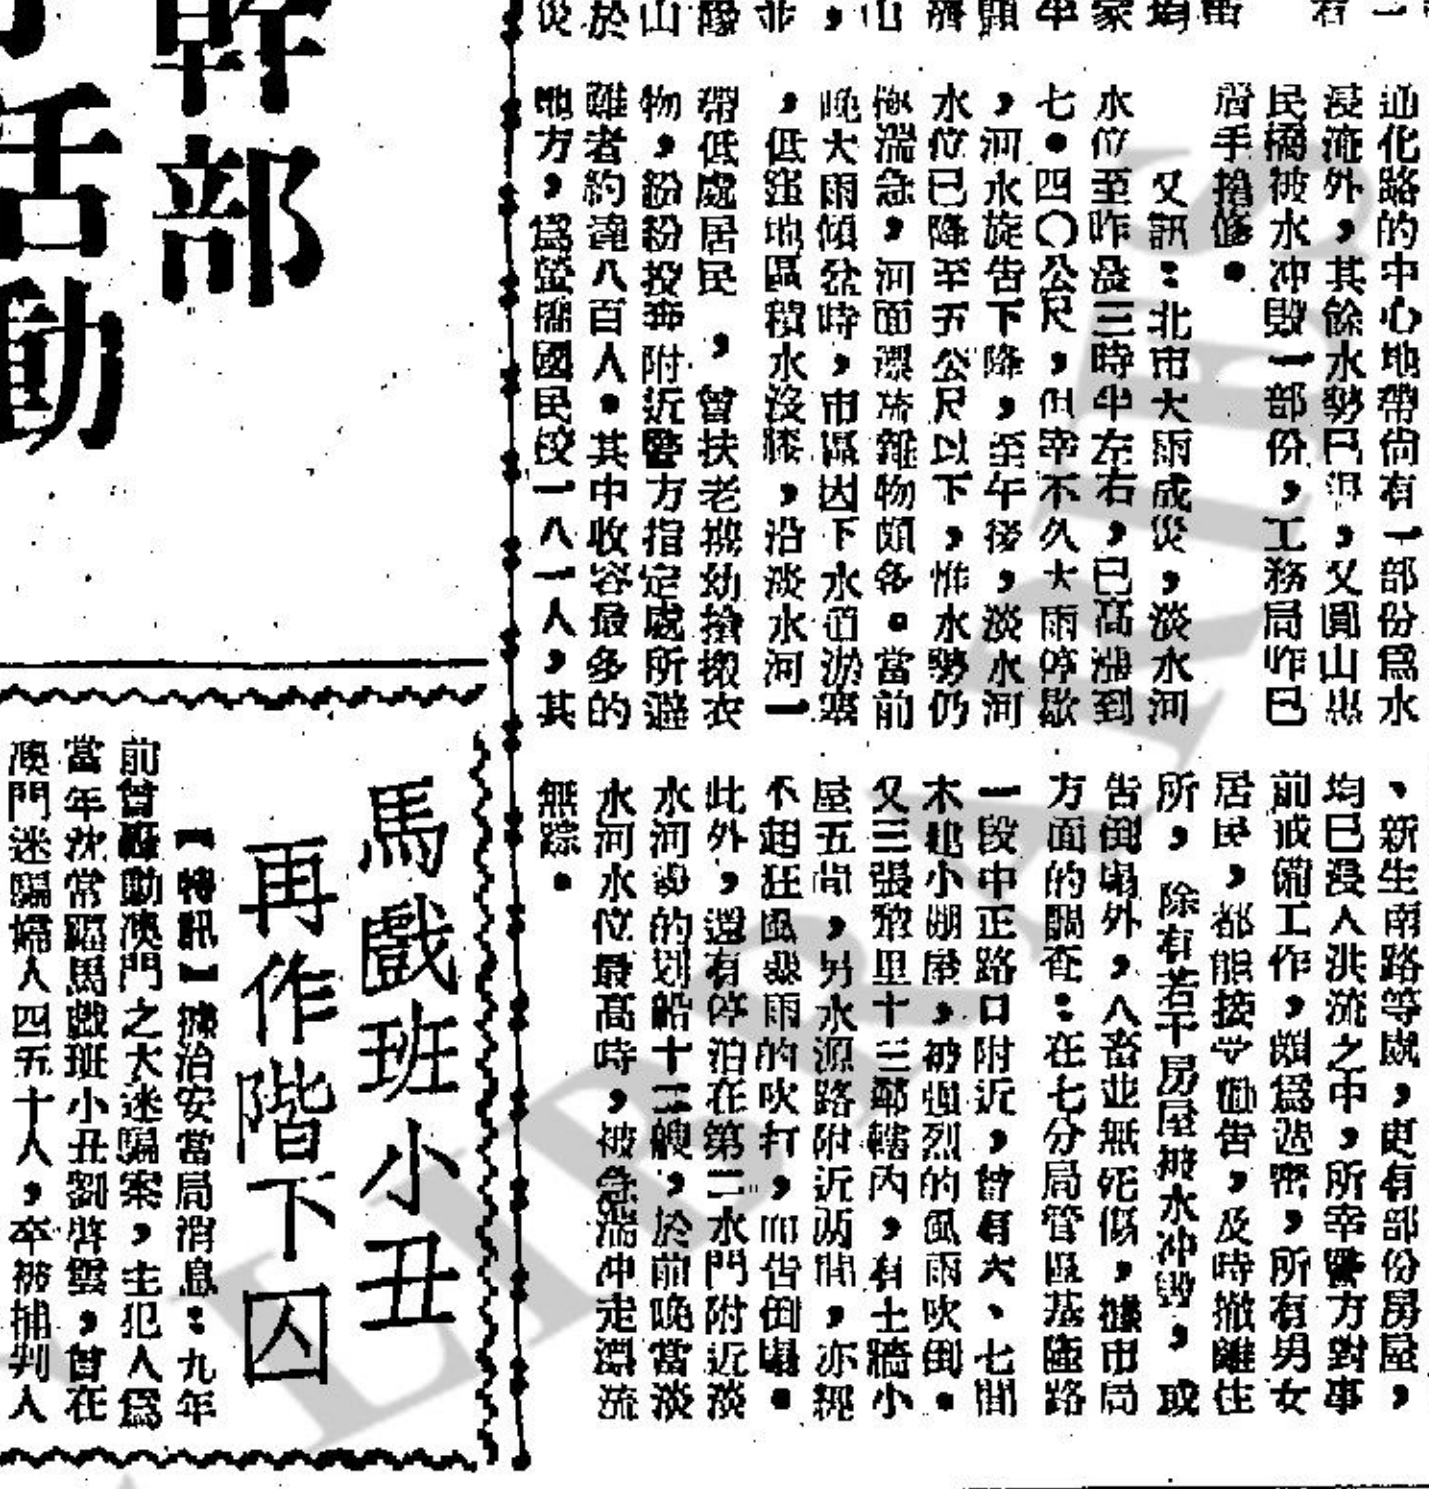 通化路的中心地帶尙有一部份爲水
浸淹外，其餘水勢已退，又圓山
民橋被水冲毀一部份，工務局昨已
着手搶修。
又訊：北市大雨成災，淡水河
水位至昨晨三時半左右，已高漲到
七．四〇公尺，但幸不久大雨停歇
，河水旋告下降，至午後，淡水河
水位已降至五公尺以下，惟水勢仍
極湍急，河面漂流雜物頗多。當前
晚大雨傾盆時，市區因下水道淤塞
，低窪地區積水沒膝，沿淡水河一
帶低處居民，曾扶老攜幼搶搬衣
物，紛紛投奔附近警方指定處所避
難者約達八百人。其中收容最多的
地方，爲螢橋國民校一八一人，其
、新生南路等處，更有部份房屋，
均已浸入洪流之中，所幸警方對事
前戒備工作，頗爲週密，所有男女
居民，都能接受勸告，及時撤離住
所，除有若干房屋被水冲毀，或
告倒塌外，人畜並無死傷，據市局
方面的調查：在七分局管區基隆路
一段中正路口附近，曾有六、七間
木建小棚屋，被强烈的風雨吹倒。
又三張犂里十三鄰轄內，有土牆小
屋五間，另水源路附近兩間，亦經
不起狂風暴雨的吹打，而告倒塌。
此外，還有停泊在第二水門附近淡
水河邊的划船十二艘，於前晚當淡
水河水位最高時，被急湍冲走漂流
無踪。
幹部
活動
馬戲班小丑
再作階下囚
【特訊】據治安當局消息：九年
前曾轟動澳門之大迷騙案，主犯人爲
當年沈常福馬戲班小丑劉雲，曾在
澳門迷騙婦人四五十人，卒被捕判入